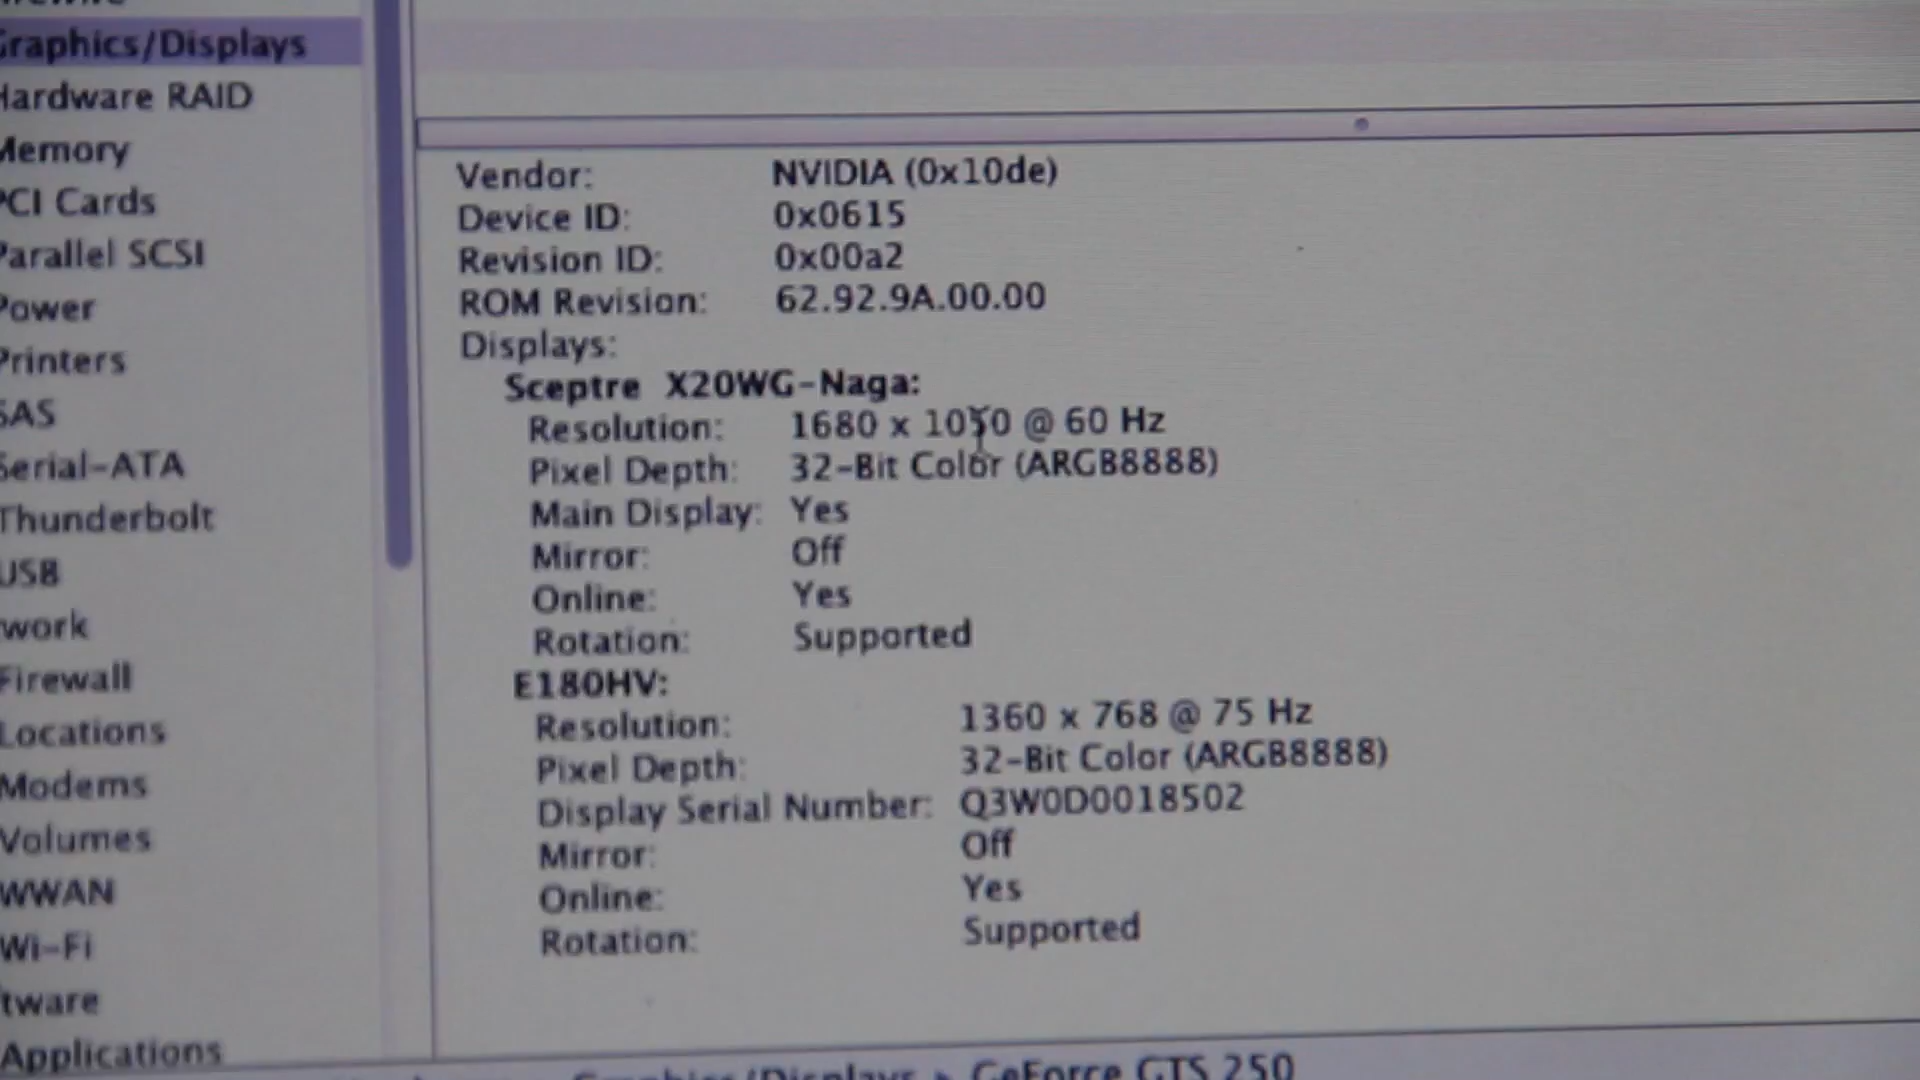 Graphics/Displays
Hardware RAID
Memory
PCI Cards
Parallel SCSI
Power
Printers
SAS
Serial-ATA
Thunderbolt
USB
work
Firewall
Locations
Modems
Volumes
WWAN
Wi-Fi
tware
Applications
Vendor: NVIDIA (0x10de)
Device ID: 0x0615
Revision ID: 0x00a2
ROM Revision: 62.92.9A.00.00
Displays:
Sceptre X20WG-Naga:
Resolution: 1680 x 1050 @ 60 Hz
Pixel Depth: 32-Bit Color (ARGB8888)
Main Display: Yes
Mirror: Off
Online: Yes
Rotation: Supported
E180HV:
Resolution: 1360 x 768 @ 75 Hz
Pixel Depth: 32-Bit Color (ARGB8888)
Display Serial Number: Q3W0D0018502
Mirror: Off
Online: Yes
Rotation: Supported
Graphics/Displays ▸ GeForce GTS 250